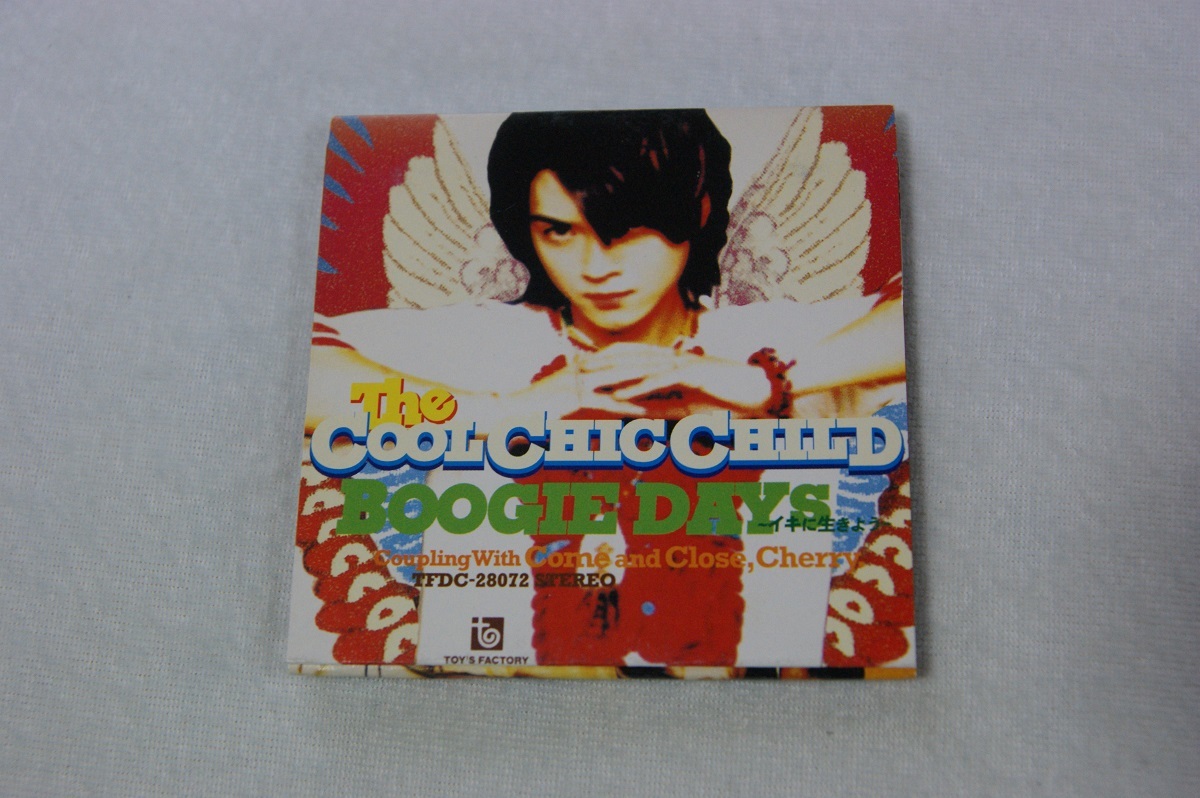 The
COOL CHIC CHILD
BOOGIE DAYS
~イキに生きよう~
Coupling With Come and Close, Cherry.
TFDC-28072 STEREO
TOY'S FACTORY